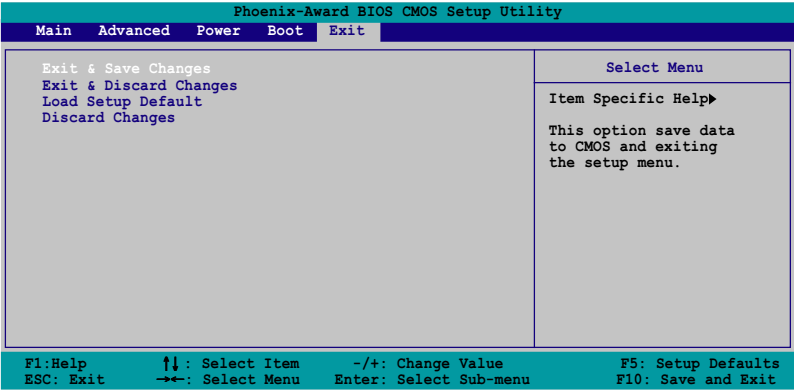 Phoenix-Award BIOS CMOS Setup Utility
Main Advanced Power Boot Exit
Exit & Save Changes
Exit & Discard Changes
Load Setup Default
Discard Changes
Select Menu
Item Specific Help▶
This option save data
to CMOS and exiting
the setup menu.
F1:Help ↑↓: Select Item -/+: Change Value F5: Setup Defaults
ESC: Exit →←: Select Menu Enter: Select Sub-menu F10: Save and Exit